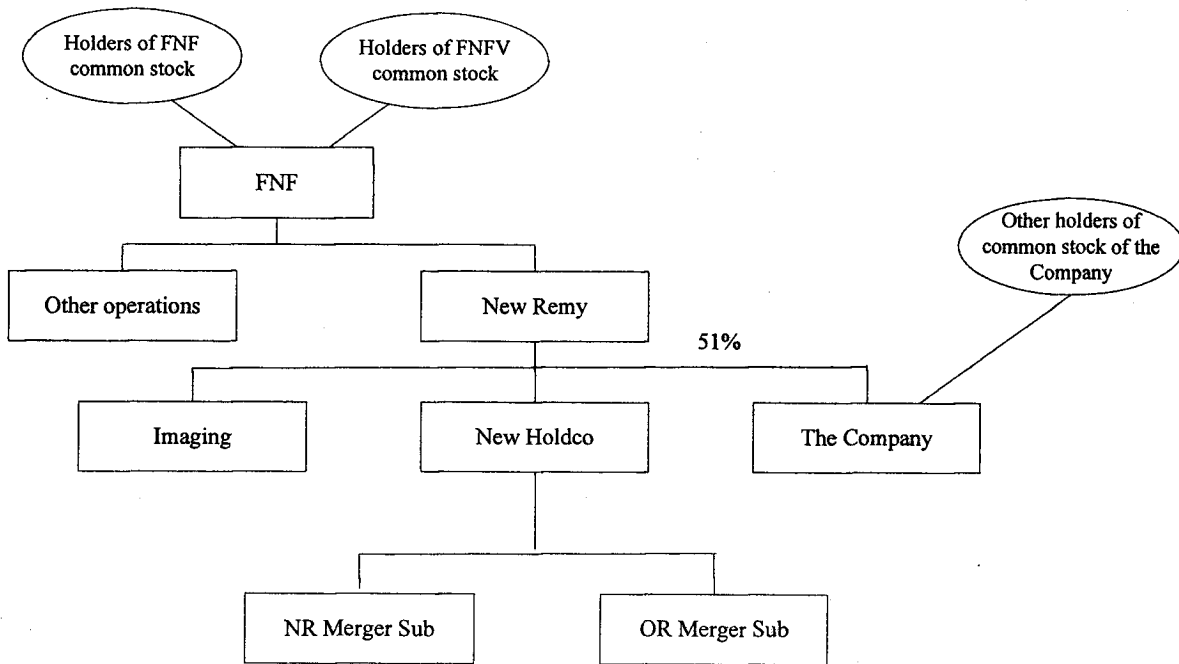 Holders of FNF
common stock
Holders of FNFV
common stock
FNF
Other holders of
common stock of the
Company
Other operations
New Remy
51%
Imaging
New Holdco
The Company
NR Merger Sub
OR Merger Sub